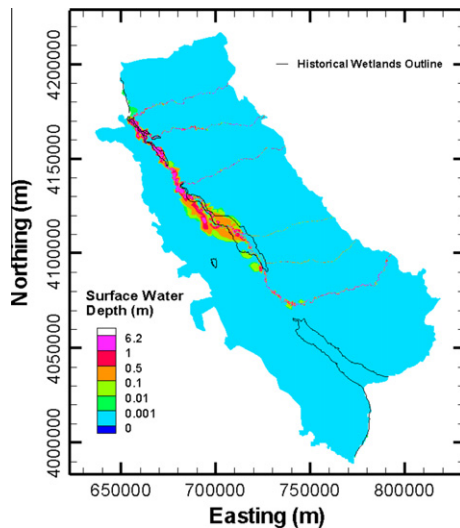 Historical Wetlands Outline
4200000
4150000
4100000
4050000
4000000
Northing (m)
Surface Water
Depth (m)
6.2
1
0.5
0.1
0.01
0.001
0
650000 700000 750000 800000
Easting (m)